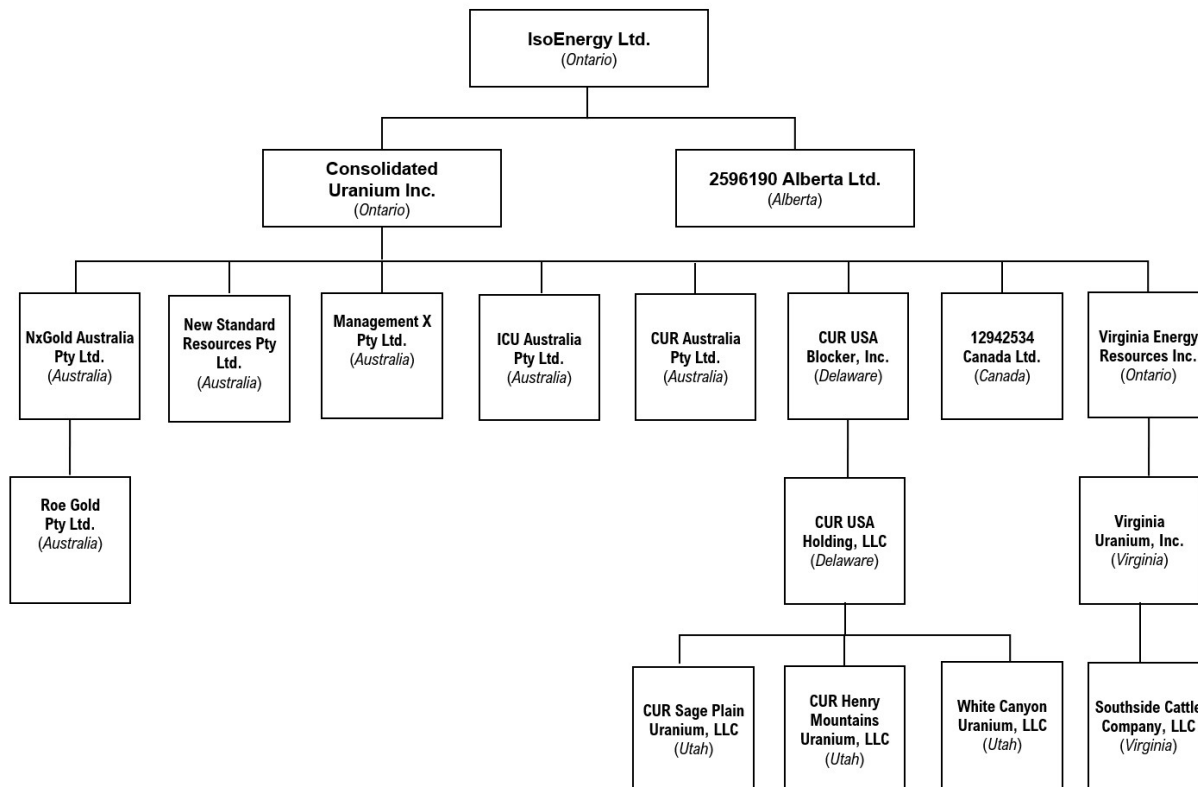 IsoEnergy Ltd.
(Ontario)
Consolidated
Uranium Inc.
(Ontario)
2596190 Alberta Ltd.
(Alberta)
NxGold Australia
Pty Ltd.
(Australia)
New Standard
Resources Pty
Ltd.
(Australia)
Management X
Pty Ltd.
(Australia)
ICU Australia
Pty Ltd.
(Australia)
CUR Australia
Pty Ltd.
(Australia)
CUR USA
Blocker, Inc.
(Delaware)
12942534
Canada Ltd.
(Canada)
Virginia Energy
Resources Inc.
(Ontario)
Roe Gold
Pty Ltd.
(Australia)
CUR USA
Holding, LLC
(Delaware)
Virginia
Uranium, Inc.
(Virginia)
CUR Sage Plain
Uranium, LLC
(Utah)
CUR Henry
Mountains
Uranium, LLC
(Utah)
White Canyon
Uranium, LLC
(Utah)
Southside Cattle
Company, LLC
(Virginia)